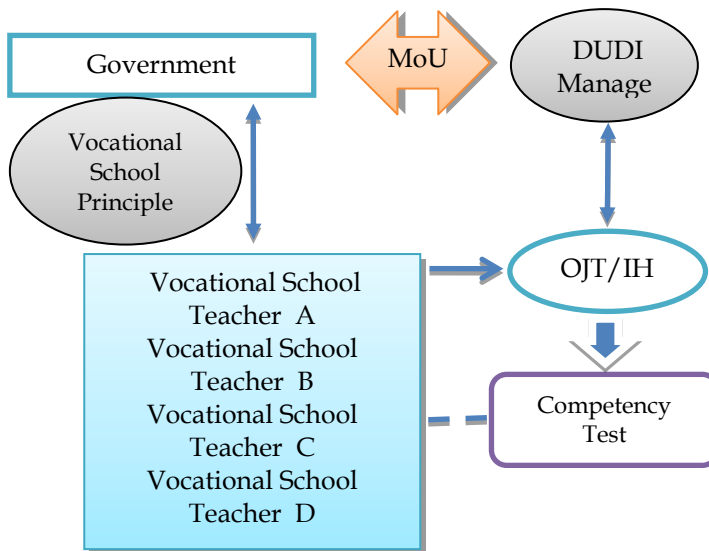 Government
MoU
DUDI
Manage
Vocational
School
Principle
Vocational School
Teacher A
Vocational School
Teacher B
Vocational School
Teacher C
Vocational School
Teacher D
OJT/IH
Competency
Test